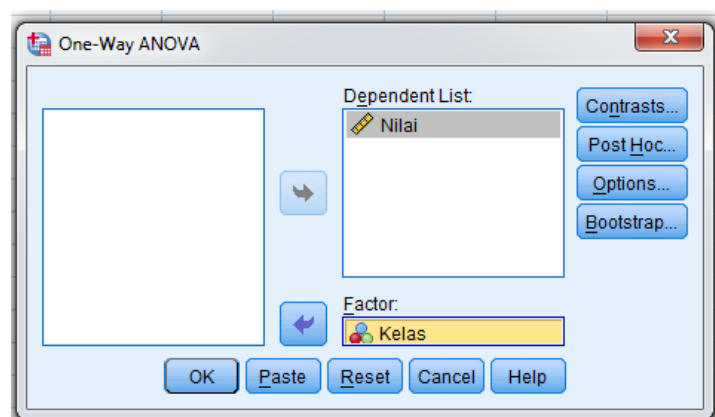 One-Way ANOVA
x
Dependent List:
Nilai
Contrasts...
Post Hoc...
Options...
Bootstrap...
Factor:
Kelas
OK Paste Reset Cancel Help